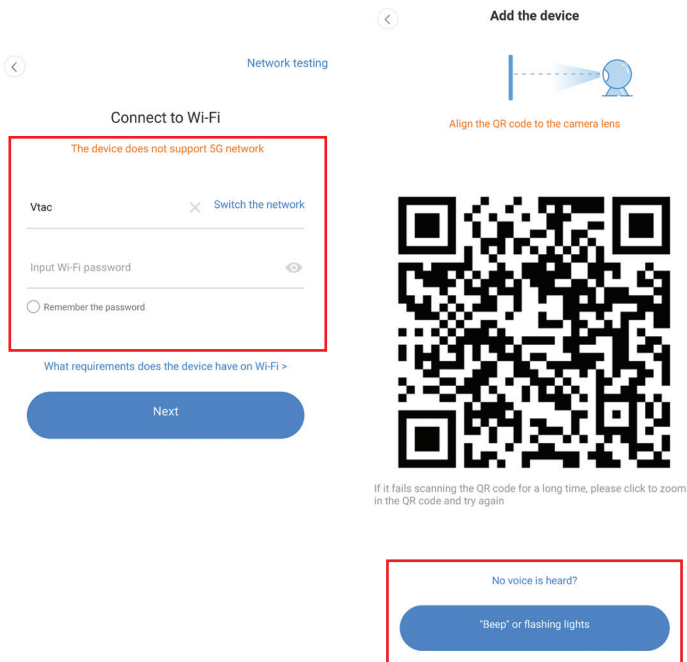 Network testing
Connect to Wi-Fi
The device does not support 5G network
Vtac
Switch the network
Input Wi-Fi password
Remember the password
What requirements does the device have on Wi-Fi >
Next
Add the device
Align the QR code to the camera lens
If it fails scanning the QR code for a long time, please click to zoom
in the QR code and try again
No voice is heard?
"Beep" or flashing lights